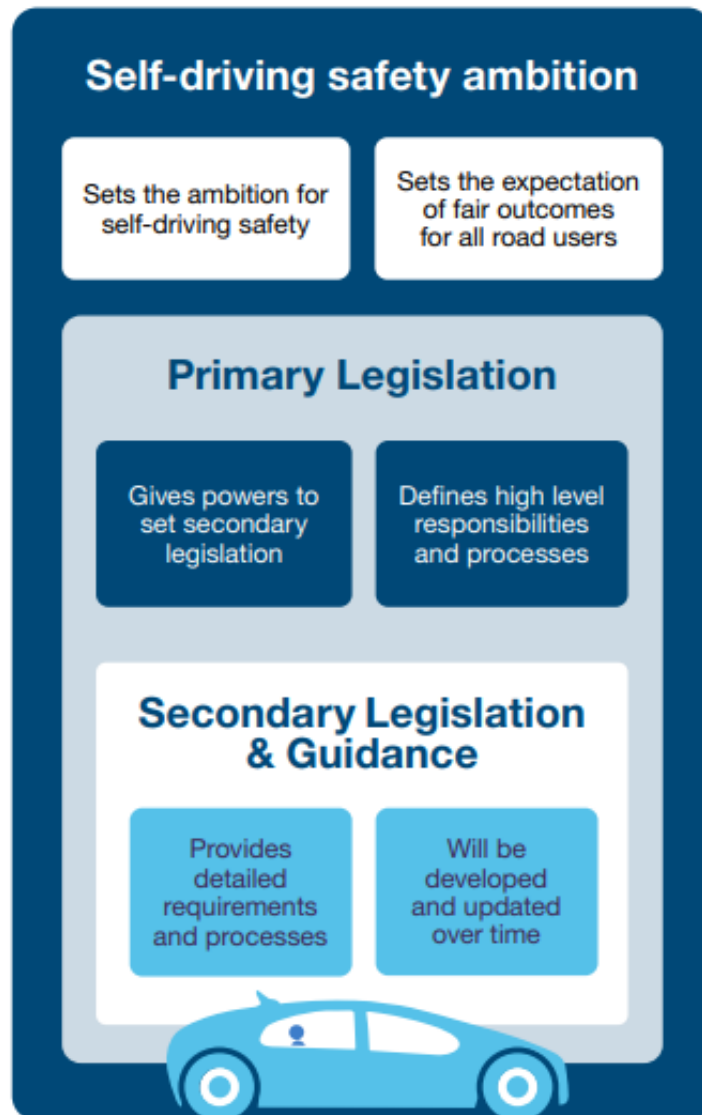 Self-driving safety ambition
Sets the ambition for
self-driving safety
Sets the expectation
of fair outcomes
for all road users
Primary Legislation
Gives powers to
set secondary
legislation
Defines high level
responsibilities
and processes
Secondary Legislation
& Guidance
Provides
detailed
requirements
and processes
Will be
developed
and updated
over time